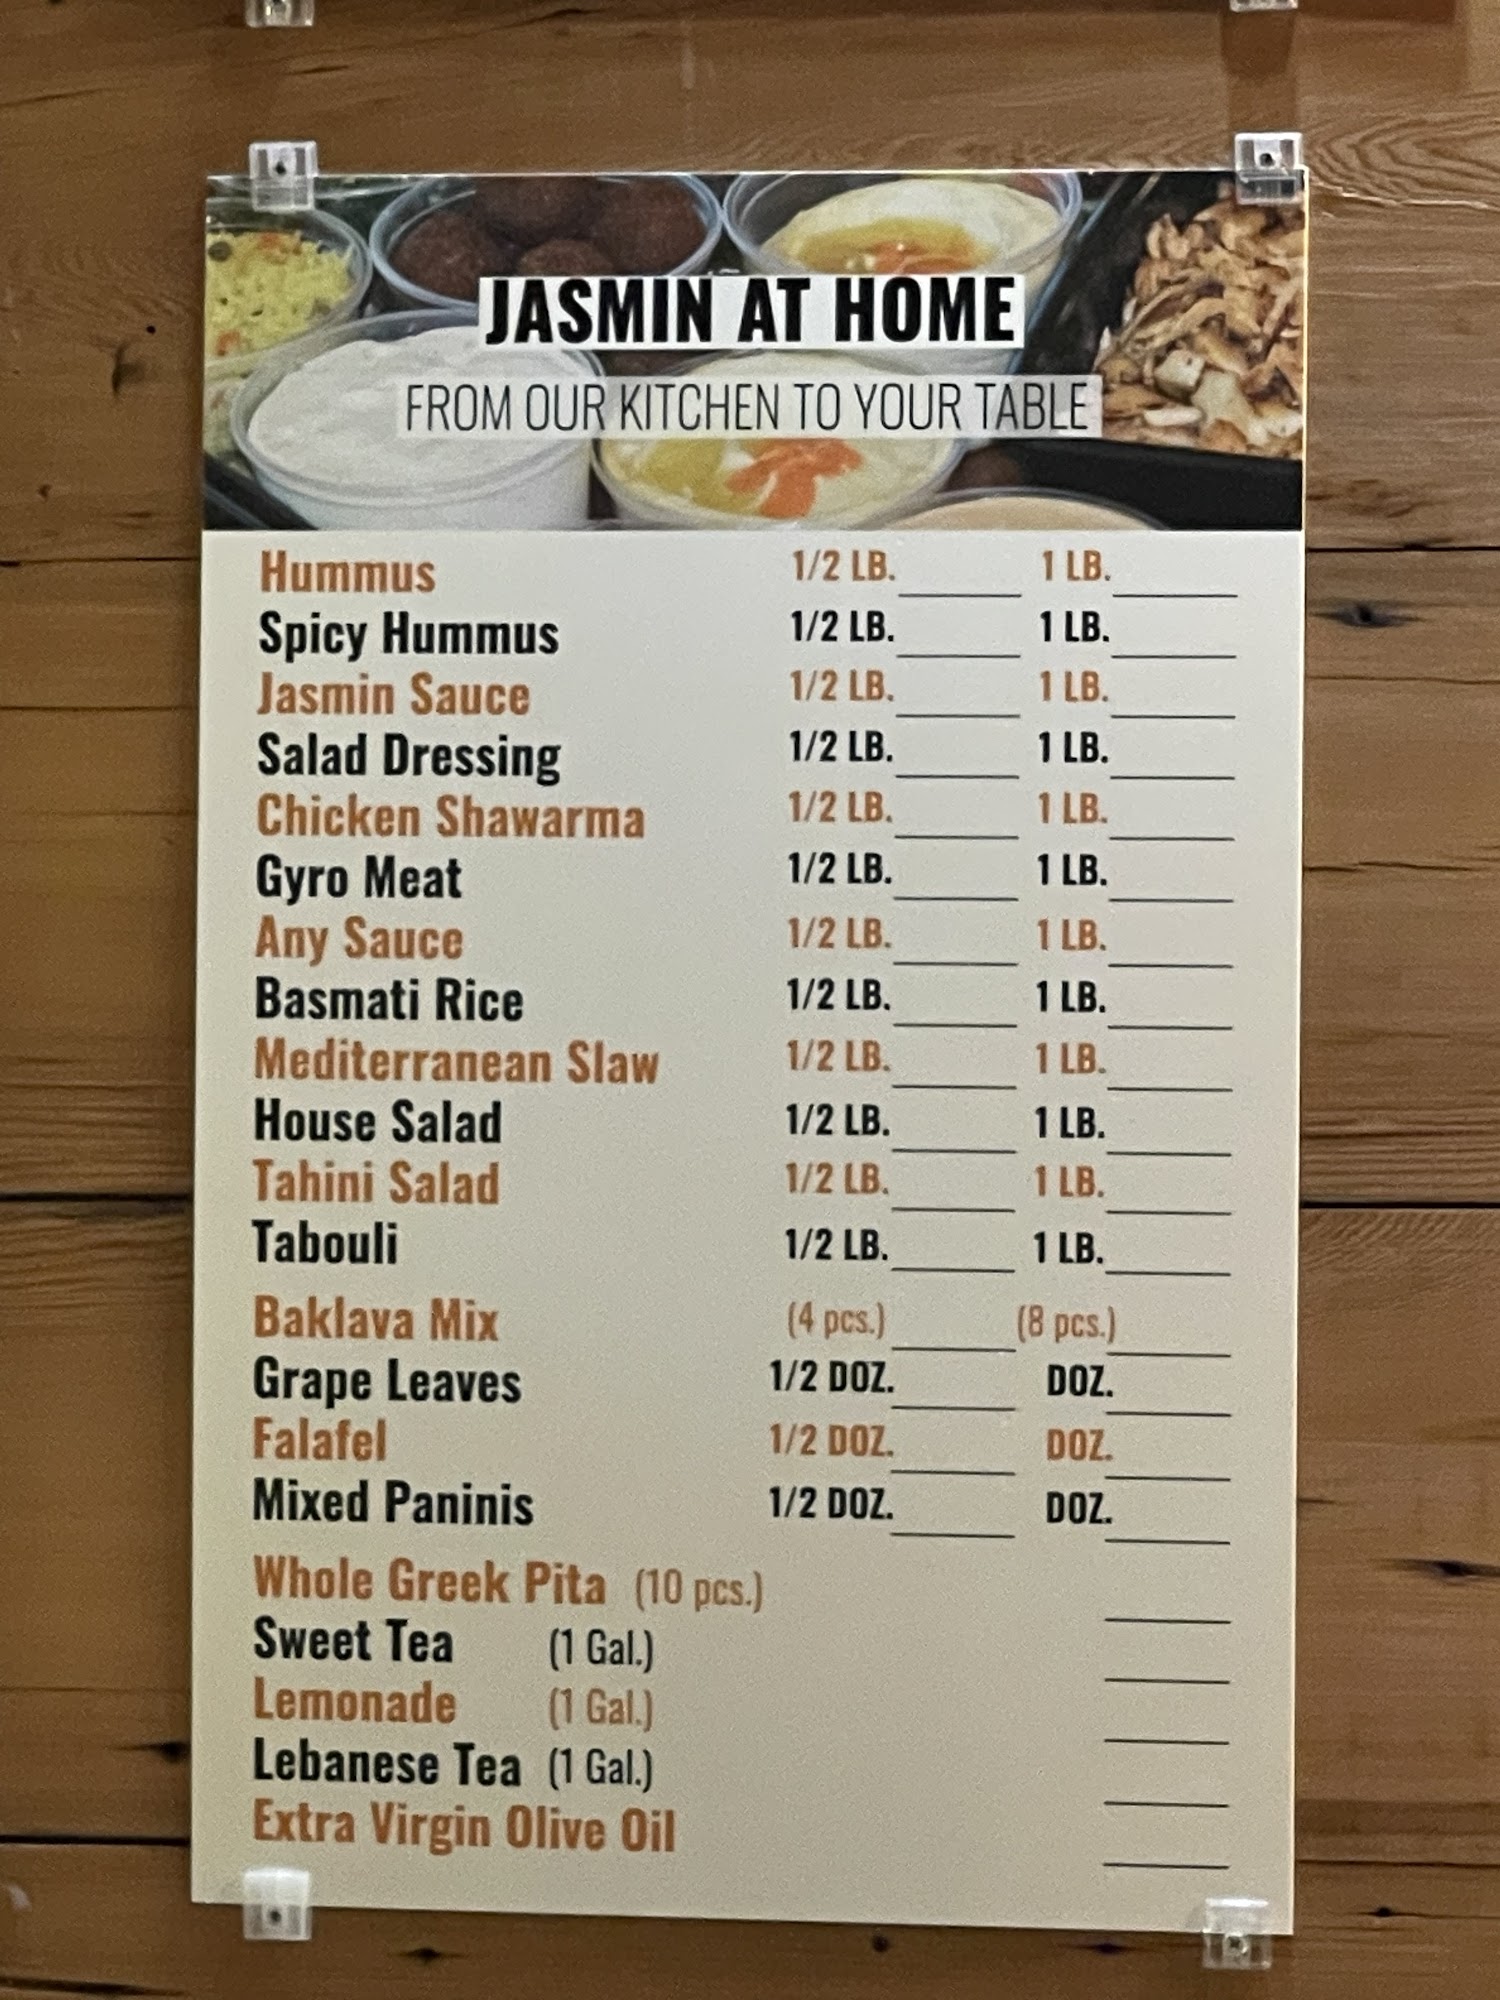 JASMIN AT HOME
FROM OUR KITCHEN TO YOUR TABLE
Hummus 1/2 LB. 1 LB.
Spicy Hummus 1/2 LB. 1 LB.
Jasmin Sauce 1/2 LB. 1 LB.
Salad Dressing 1/2 LB. 1 LB.
Chicken Shawarma 1/2 LB. 1 LB.
Gyro Meat 1/2 LB. 1 LB.
Any Sauce 1/2 LB. 1 LB.
Basmati Rice 1/2 LB. 1 LB.
Mediterranean Slaw 1/2 LB. 1 LB.
House Salad 1/2 LB. 1 LB.
Tahini Salad 1/2 LB. 1 LB.
Tabouli 1/2 LB. 1 LB.
Baklava Mix (4 pcs.) (8 pcs.)
Grape Leaves 1/2 DOZ. DOZ.
Falafel 1/2 DOZ. DOZ.
Mixed Paninis 1/2 DOZ. DOZ.
Whole Greek Pita (10 pcs.)
Sweet Tea (1 Gal.)
Lemonade (1 Gal.)
Lebanese Tea (1 Gal.)
Extra Virgin Olive Oil